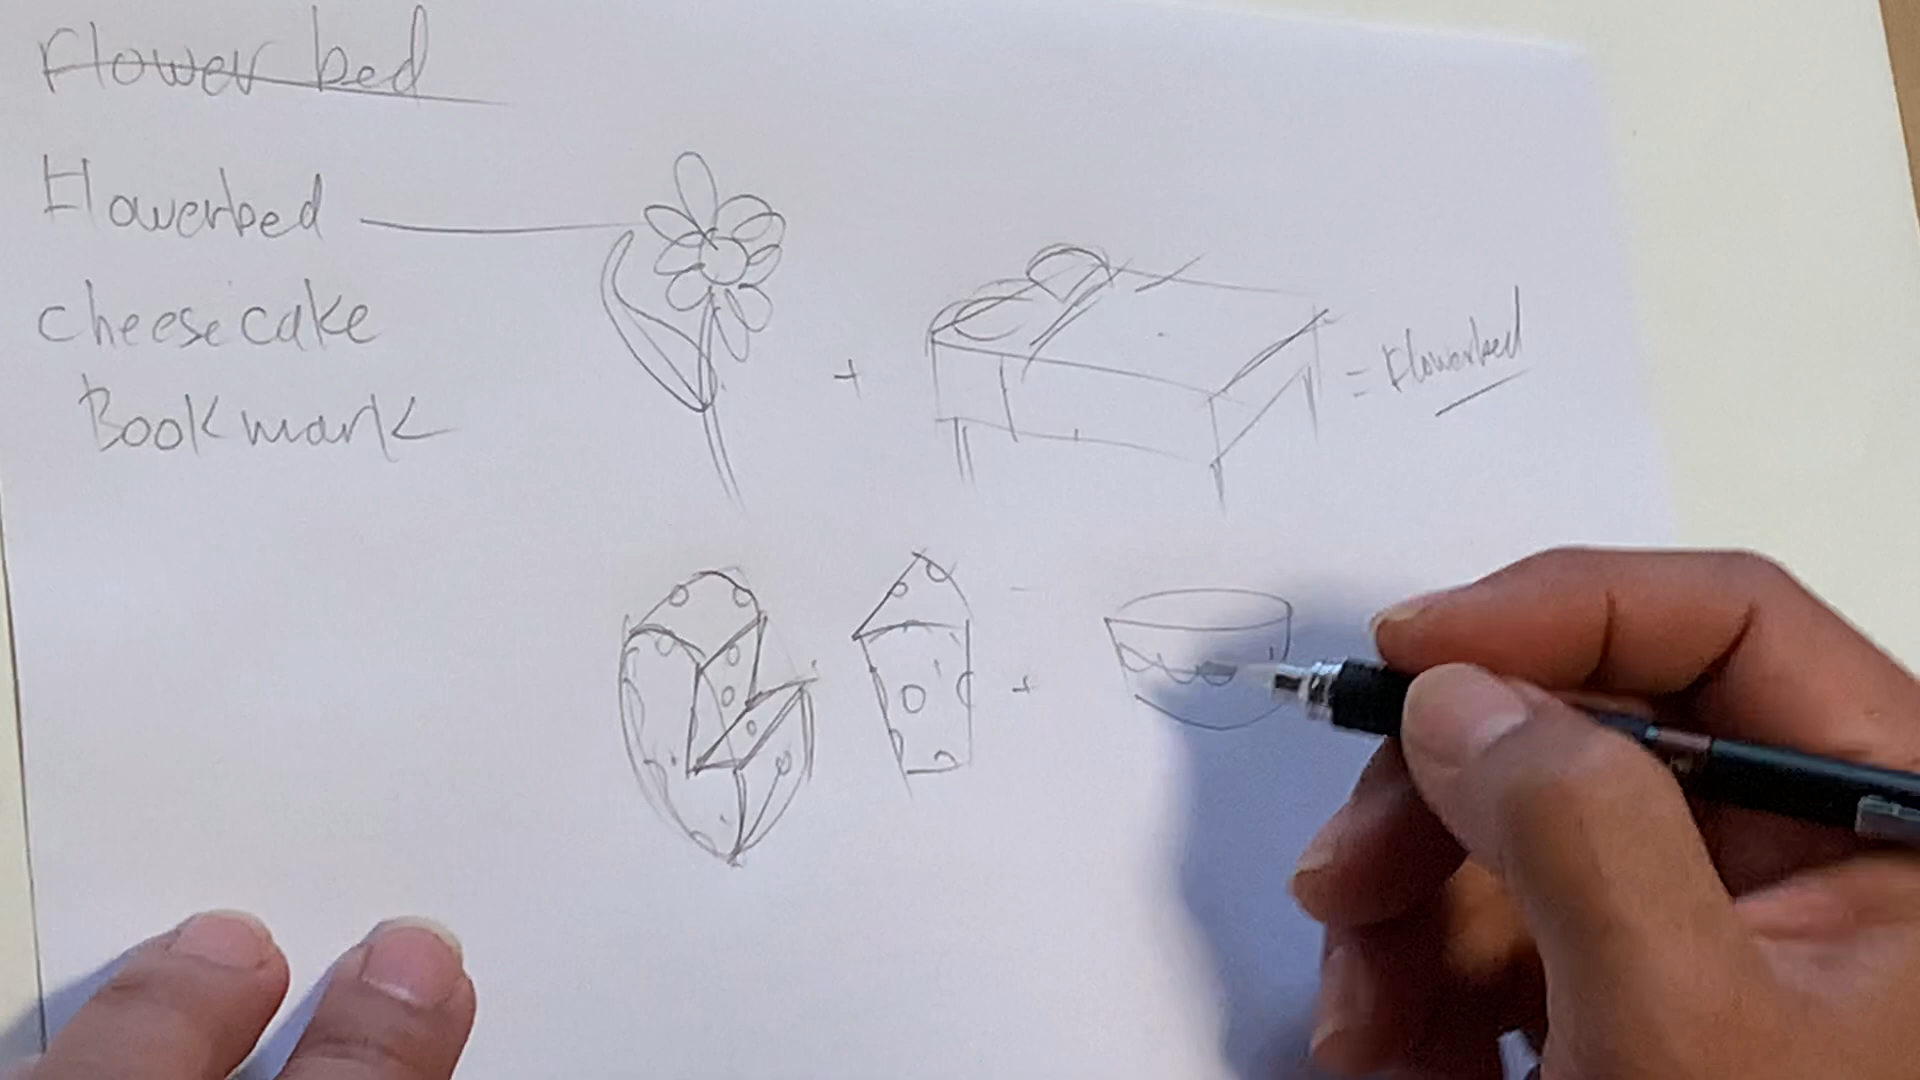 Flower bed
Flowerbed
+
= Flowerbed
cheesecake
Bookmark
+